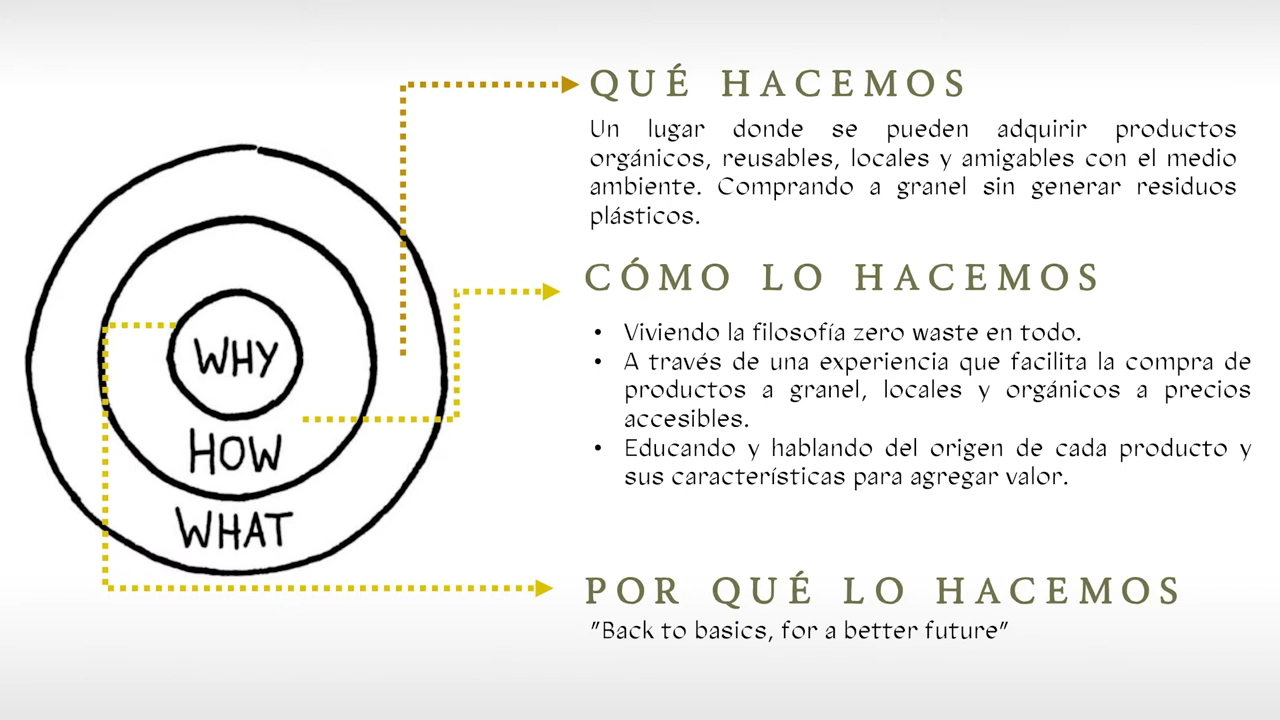 WHY
HOW
WHAT
QUÉ HACEMOS
Un lugar donde se pueden adquirir productos
orgánicos, reusables, locales y amigables con el medio
ambiente. Comprando a granel sin generar residuos
plásticos.
CÓMO LO HACEMOS
• Viviendo la filosofía zero waste en todo.
• A través de una experiencia que facilita la compra de
productos a granel, locales y orgánicos a precios
accesibles.
• Educando y hablando del origen de cada producto y
sus características para agregar valor.
POR QUÉ LO HACEMOS
"Back to basics, for a better future"